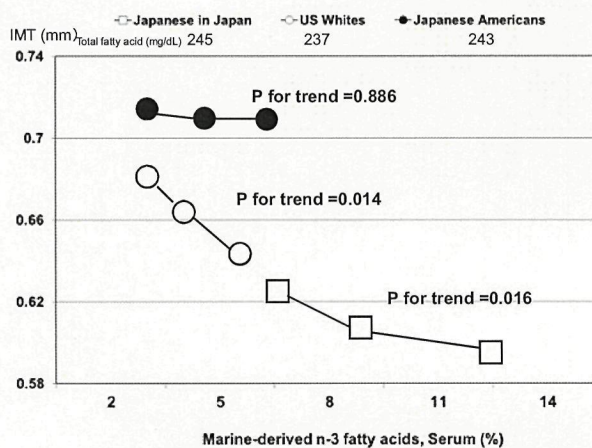 Japanese in Japan US Whites Japanese Americans
IMT (mm) Total fatty acid (mg/dL) 245 237 243
0.74
P for trend =0.886
0.7
P for trend =0.014
0.66
P for trend =0.016
0.62
0.58
2 5 8 11 14
Marine-derived n-3 fatty acids, Serum (%)